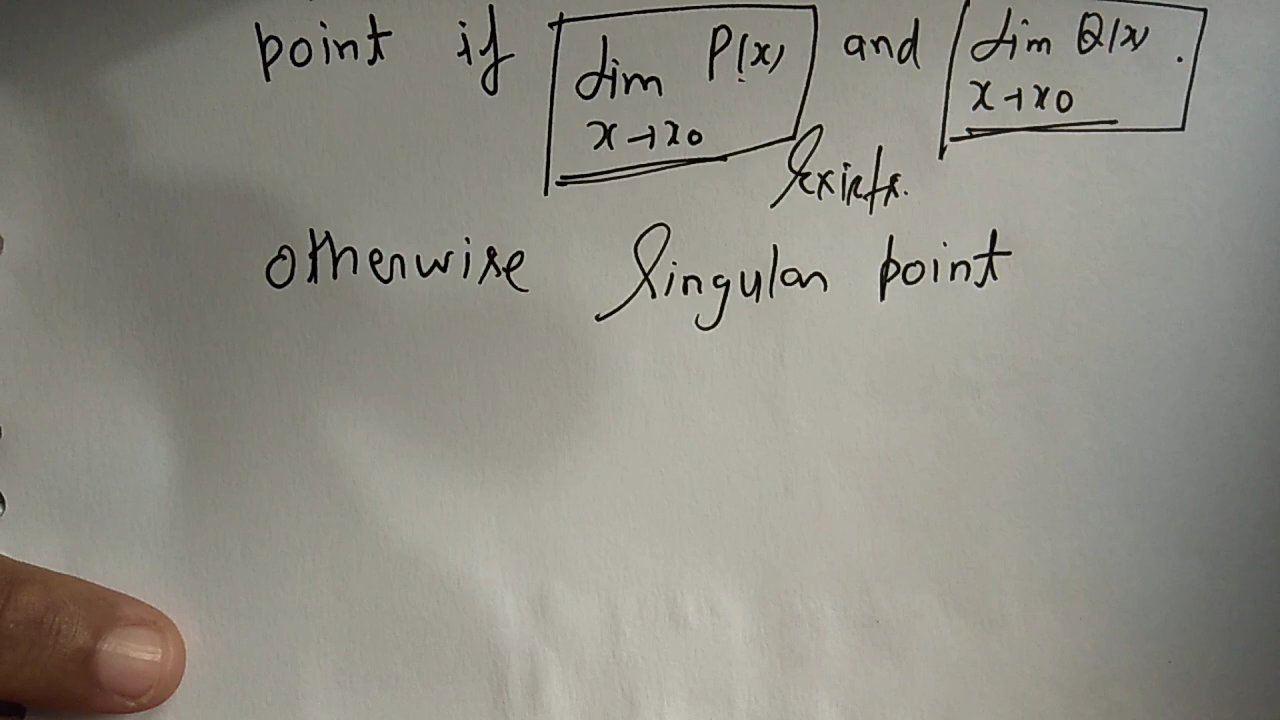 point if lim P(x) and lim Q(x).
x→x0 x→x0
exists.
otherwise Singular point